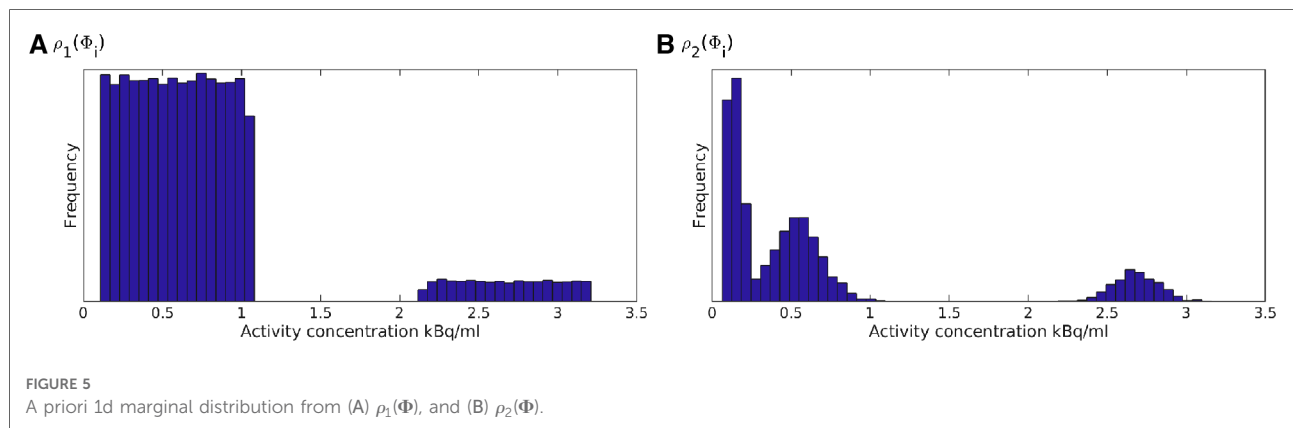 A ρ₁(Φᵢ)
B ρ₂(Φᵢ)
Frequency
0 0.5 1 1.5 2 2.5 3 3.5
Activity concentration kBq/ml
Frequency
0 0.5 1 1.5 2 2.5 3 3.5
Activity concentration kBq/ml
FIGURE 5
A priori 1d marginal distribution from (A) ρ₁(Φ), and (B) ρ₂(Φ).